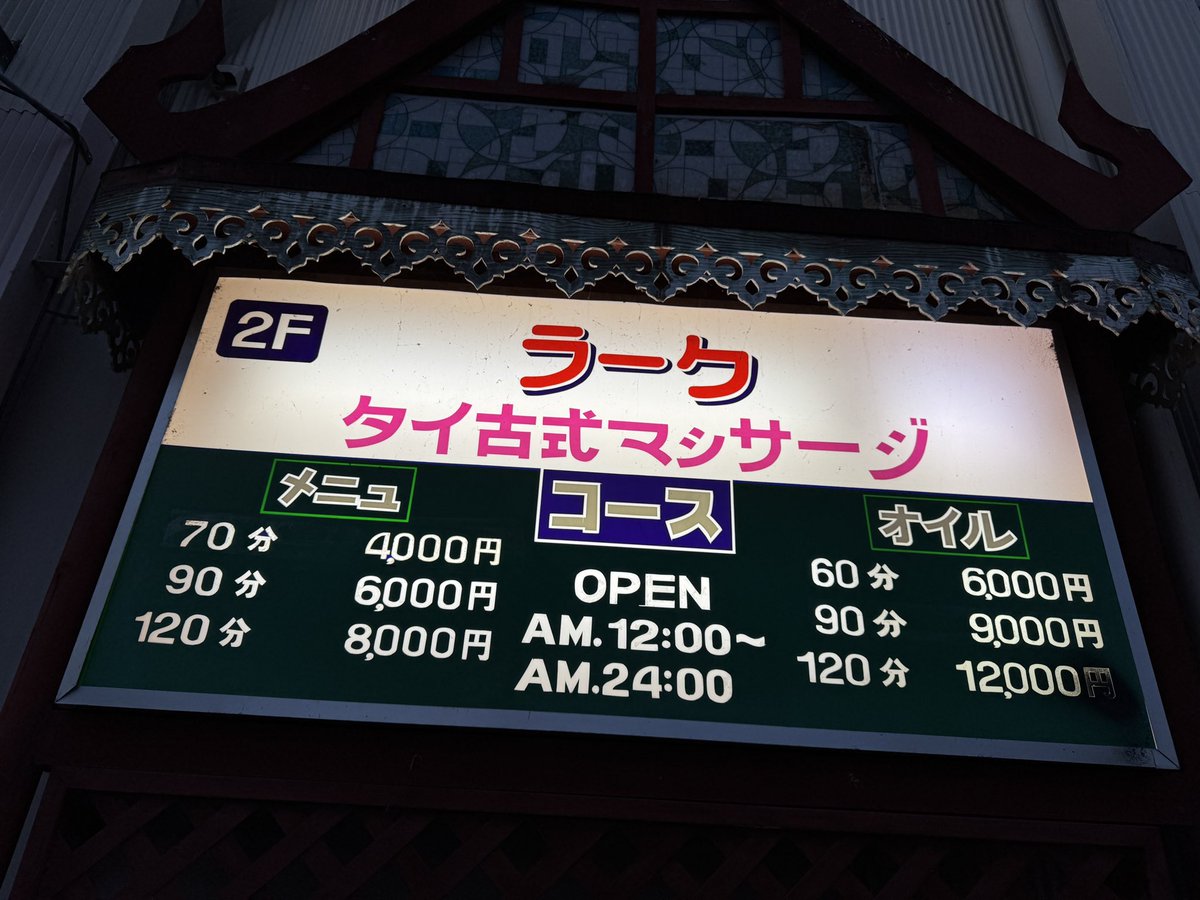 2F
ラーク
タイ古式マッサージ
メニュ
70分 4,000円
90分 6,000円
120分 8,000円
コース
OPEN
AM.12:00~
AM.24:00
オイル
60分 6,000円
90分 9,000円
120分 12,000円